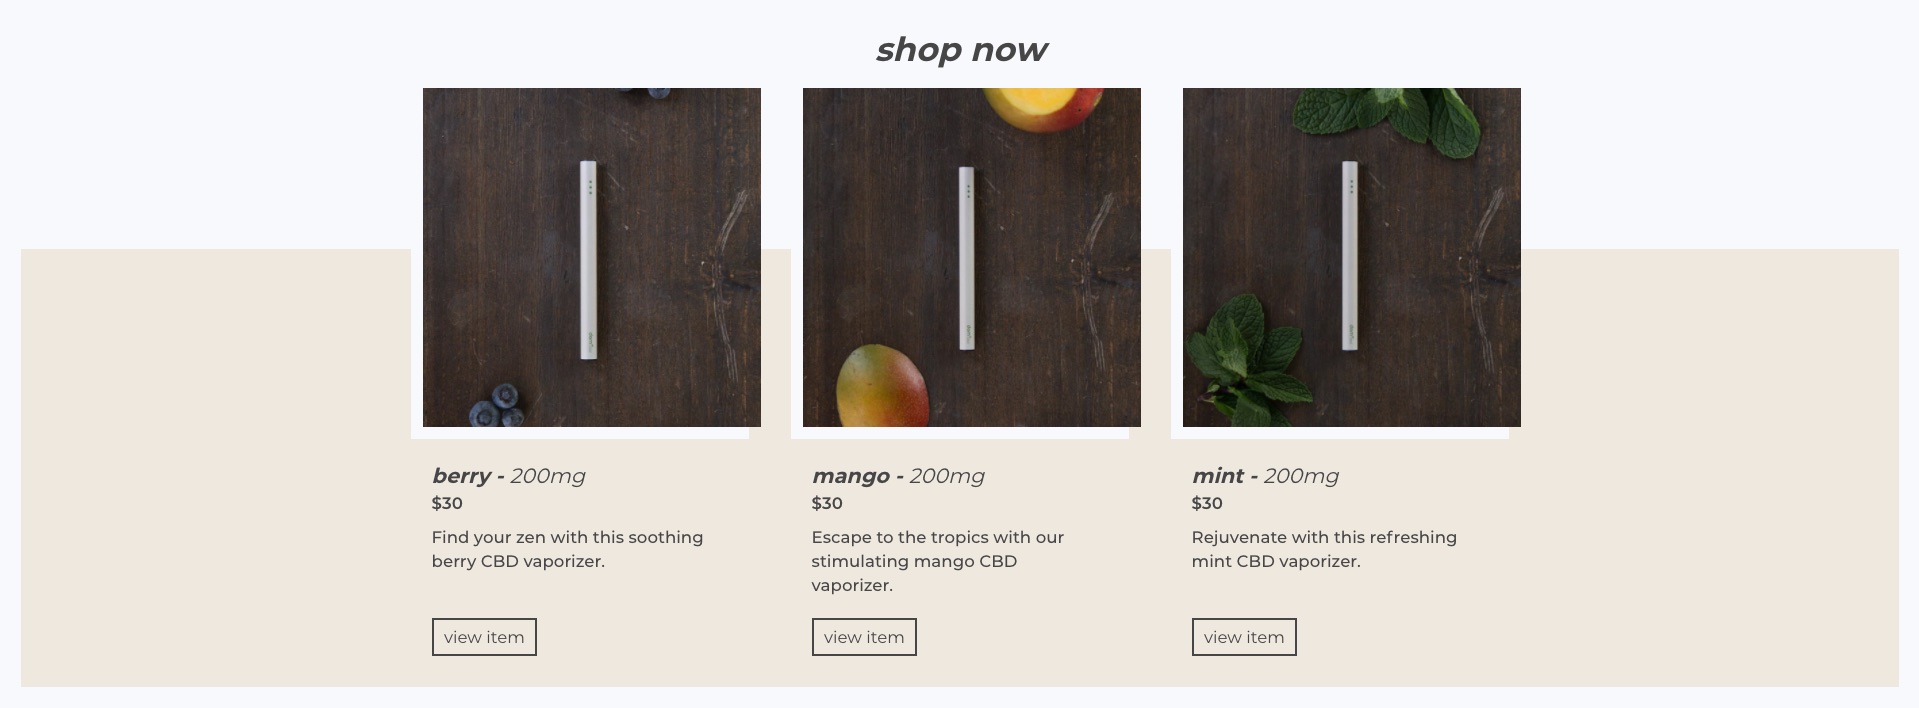 shop now
berry - 200mg
$30
Find your zen with this soothing
berry CBD vaporizer.
view item
mango - 200mg
$30
Escape to the tropics with our
stimulating mango CBD
vaporizer.
view item
mint - 200mg
$30
Rejuvenate with this refreshing
mint CBD vaporizer.
view item